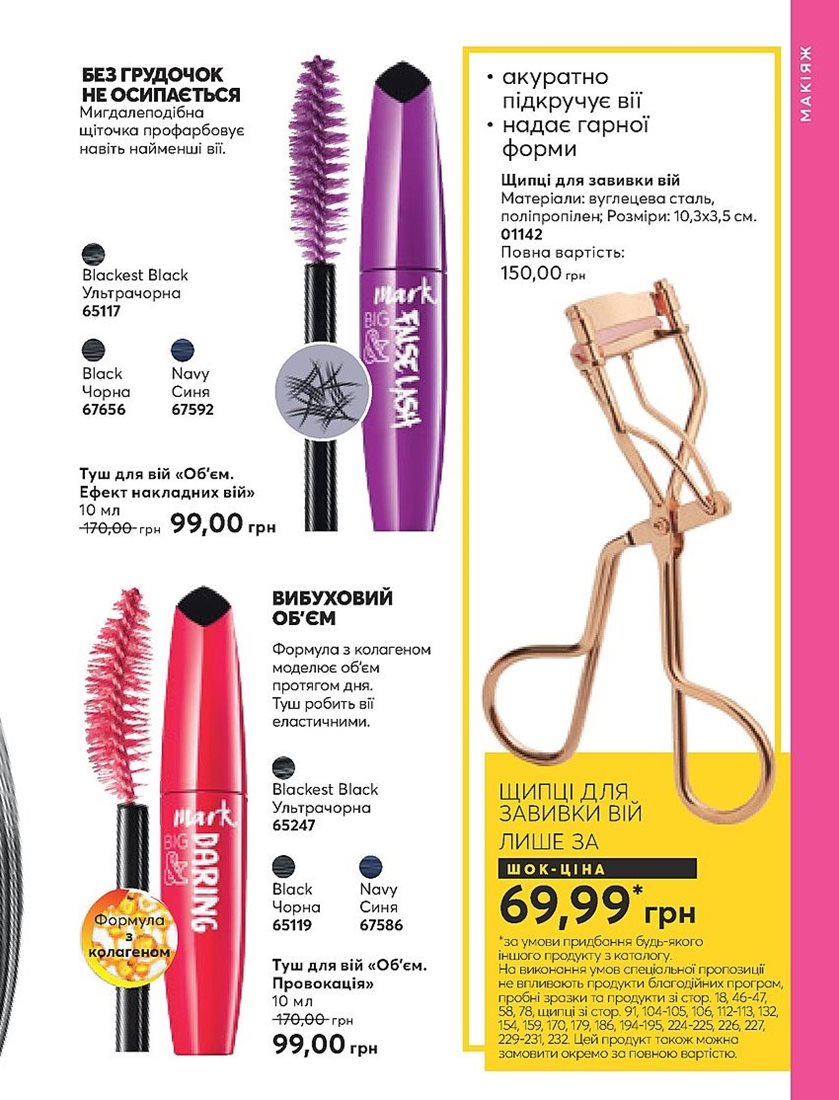 МАКІЯЖ
БЕЗ ГРУДОЧОК
НЕ ОСИПАЄТЬСЯ
Мигдалеподібна
щіточка профарбовує
навіть найменші вії.
Blackest Black
Ультрачорна
65117
Black
Чорна
67656
Navy
Синя
67592
Туш для вій «Об'єм.
Ефект накладних вій»
10 мл
170,00 грн 99,00 грн
mark.
BIG
& FALSE LASH
• акуратно
підкручує вії
• надає гарної
форми
Щипці для завивки вій
Матеріали: вуглецева сталь,
поліпропілен; Розміри: 10,3х3,5 см.
01142
Повна вартість:
150,00 грн
ВИБУХОВИЙ
ОБ'ЄМ
Формула з колагеном
моделює об'єм
протягом дня.
Туш робить вії
еластичними.
Blackest Black
Ультрачорна
65247
Black
Чорна
65119
Navy
Синя
67586
Туш для вій «Об'єм.
Провокація»
10 мл
170,00 грн
99,00 грн
mark.
BIG
& DARING
Формула
з
колагеном
ЩИПЦІ ДЛЯ
ЗАВИВКИ ВІЙ
ЛИШЕ ЗА
ШОК-ЦІНА
69,99* грн
*за умови придбання будь-якого
іншого продукту з каталогу.
На виконання умов спеціальної пропозиції
не впливають продукти благодійних програм,
пробні зразки та продукти зі стор. 18, 46-47,
58, 78, щипці зі стор. 91, 104-105, 106, 112-113, 132,
154, 159, 170, 179, 186, 194-195, 224-225, 226, 227,
229-231, 232. Цей продукт також можна
замовити окремо за повною вартістю.